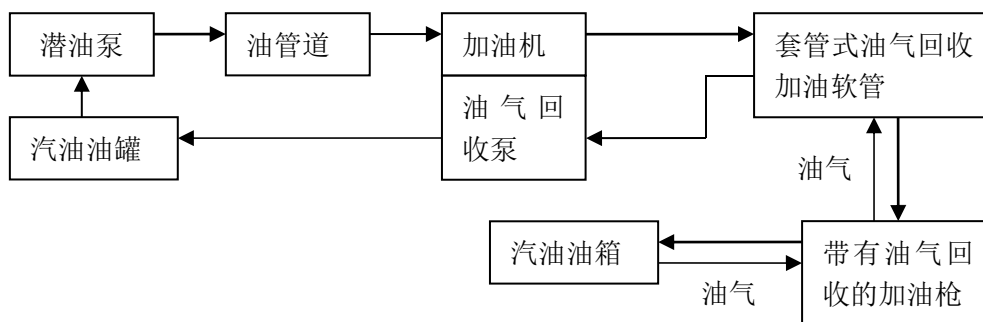 潜油泵
油管道
加油机
套管式油气回收
加油软管
油气回
收泵
汽油油罐
油气
汽油油箱
带有油气回
收的加油枪
油气